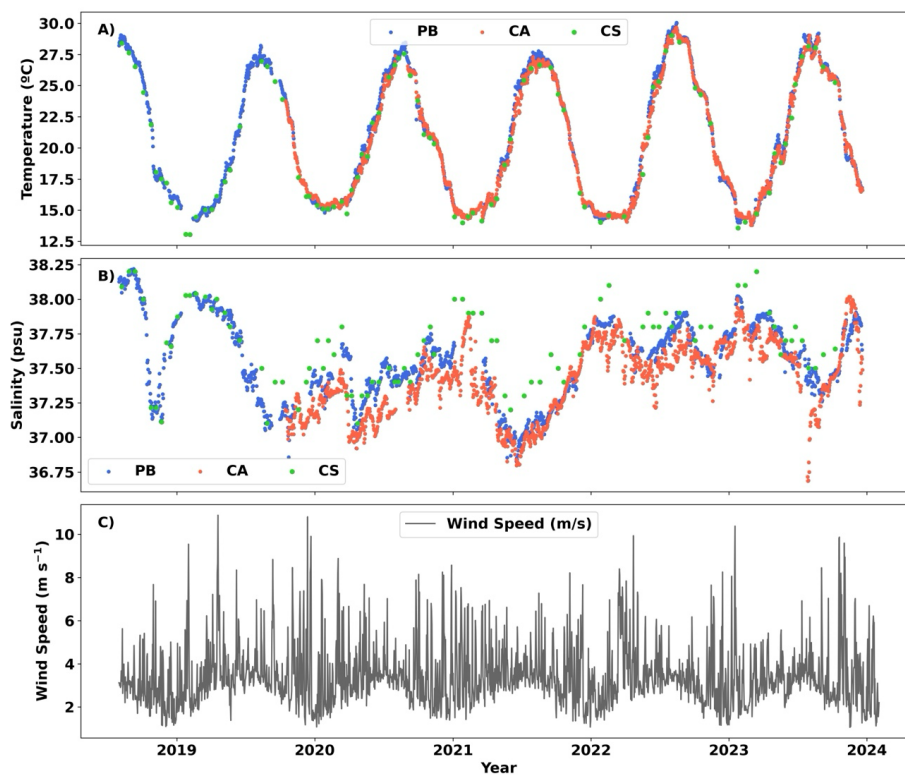 A)
PB CA CS
30.0
27.5
25.0
22.5
20.0
17.5
15.0
12.5
Temperature (ºC)
B)
38.25
38.00
37.75
37.50
37.25
37.00
36.75
Salinity (psu)
PB CA CS
C)
Wind Speed (m/s)
10
8
6
4
2
Wind Speed (m s⁻¹)
2019 2020 2021 2022 2023 2024
Year